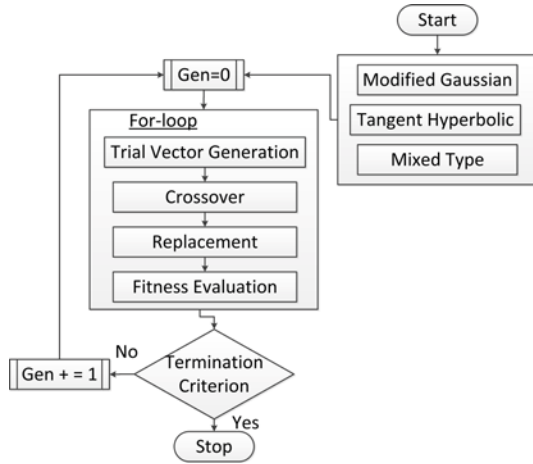 Start
Modified Gaussian
Tangent Hyperbolic
Mixed Type
Gen=0
For-loop
Trial Vector Generation
Crossover
Replacement
Fitness Evaluation
Termination
Criterion
No
Gen + = 1
Yes
Stop